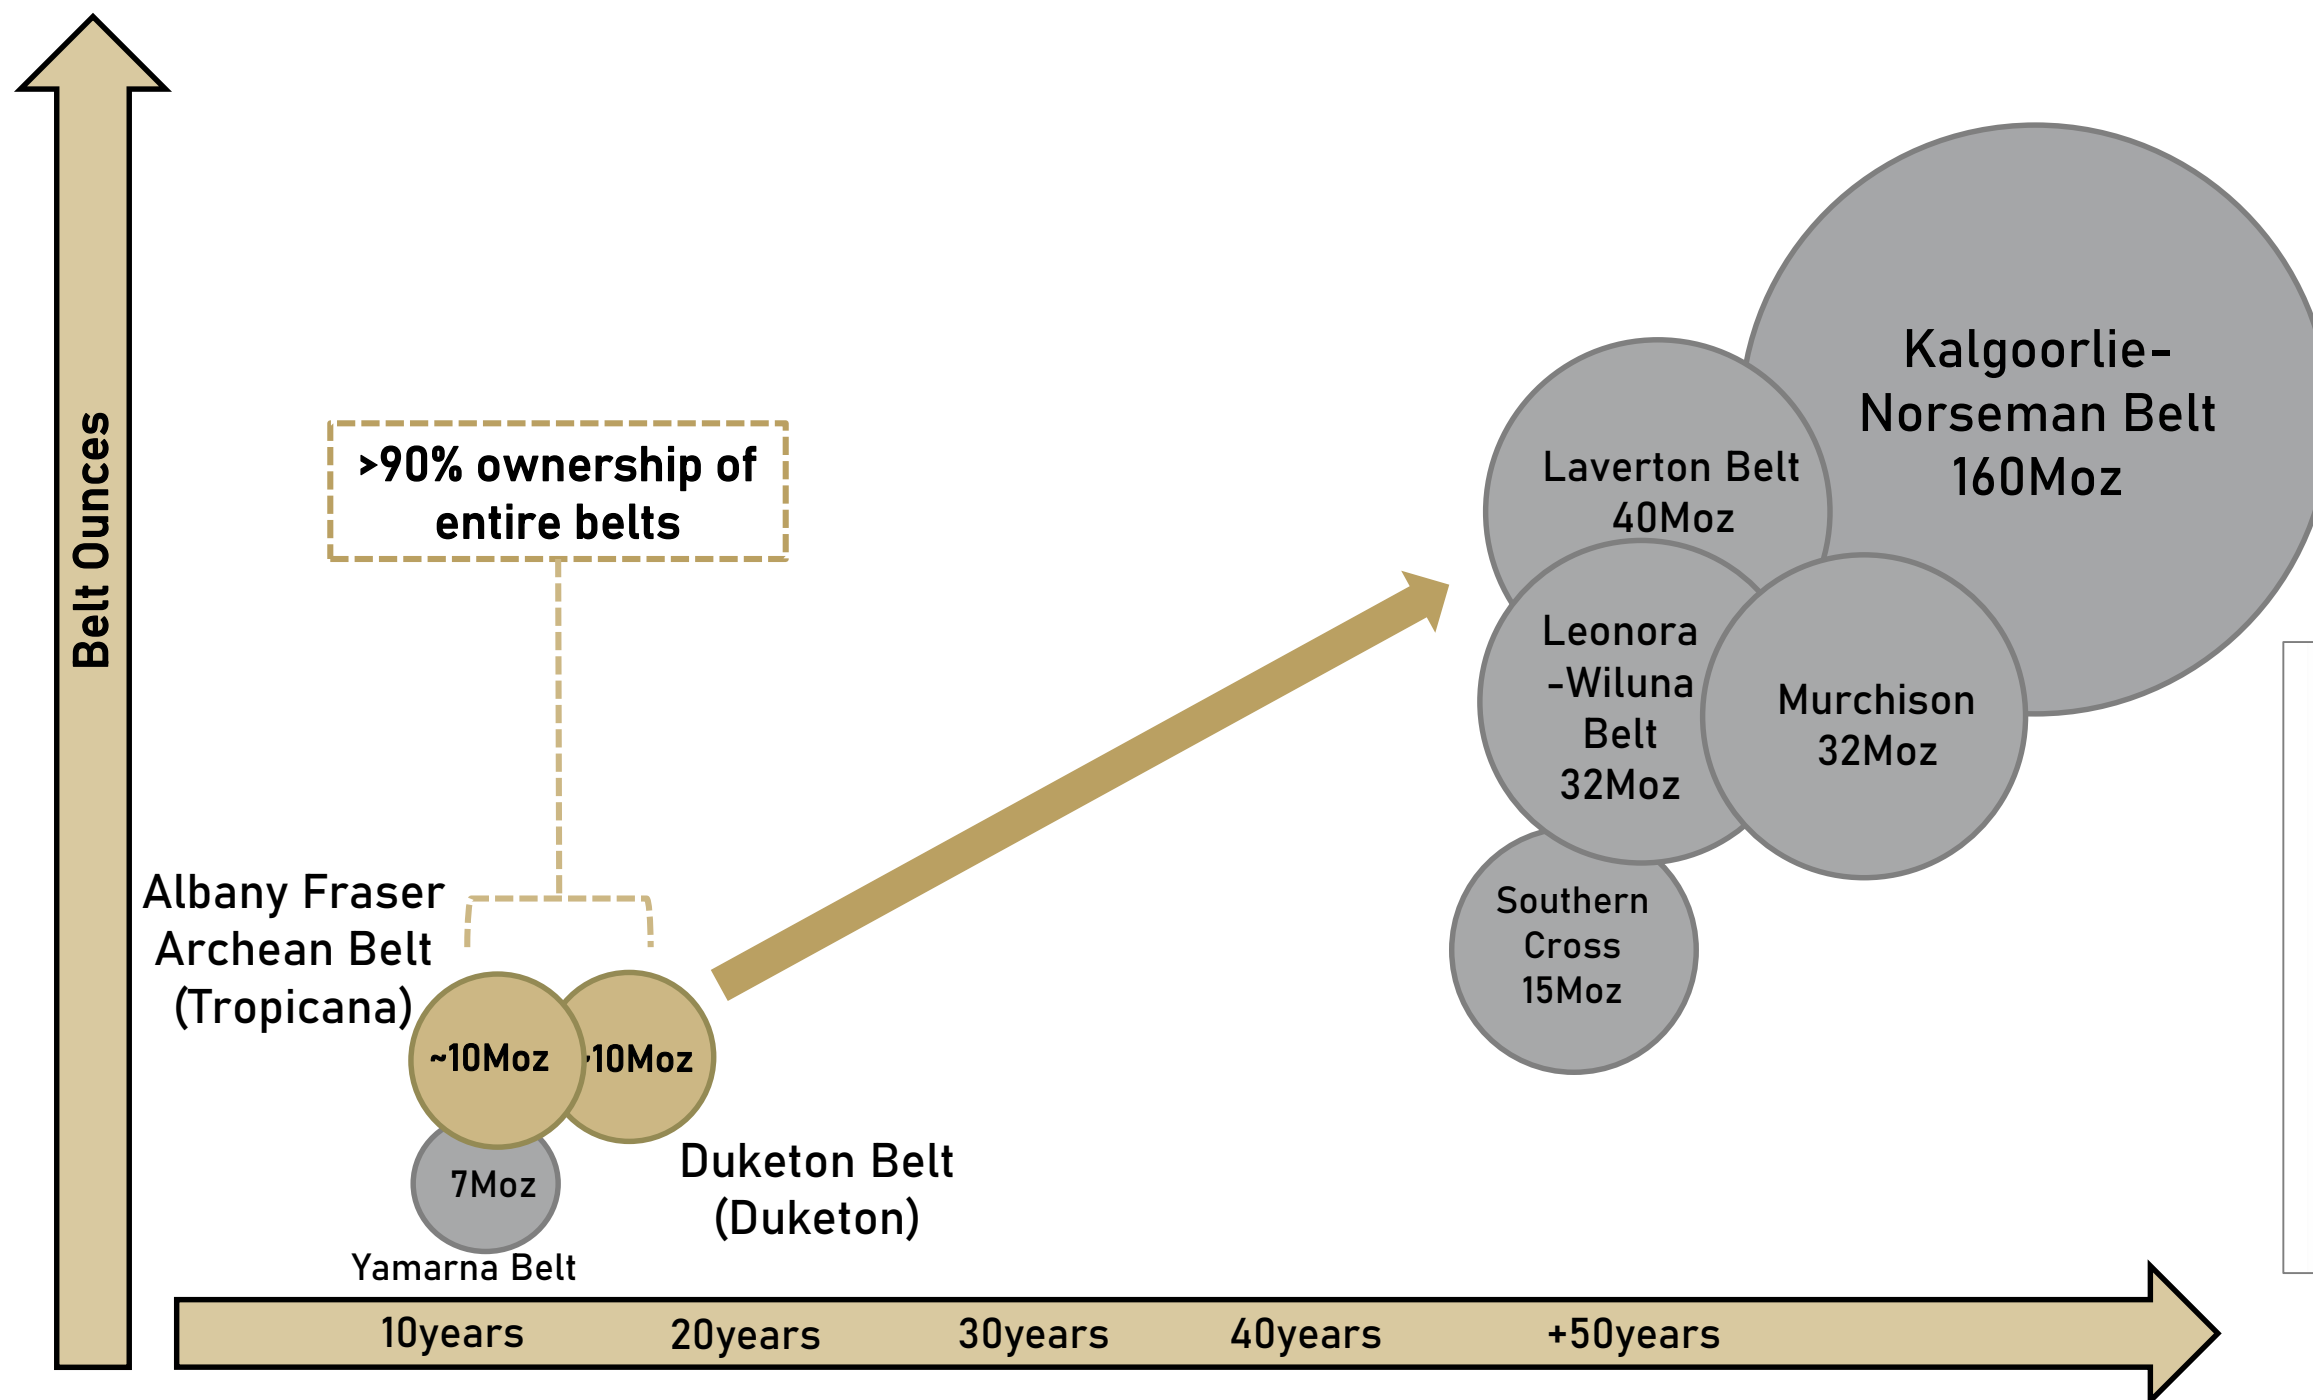 Belt Ounces
>90% ownership of
entire belts
Kalgoorlie-
Norseman Belt
160Moz
Laverton Belt
40Moz
Leonora
-Wiluna
Belt
32Moz
Murchison
32Moz
Southern
Cross
15Moz
Albany Fraser
Archean Belt
(Tropicana)
~10Moz
~10Moz
7Moz
Yamarna Belt
Duketon Belt
(Duketon)
10years
20years
30years
40years
+50years